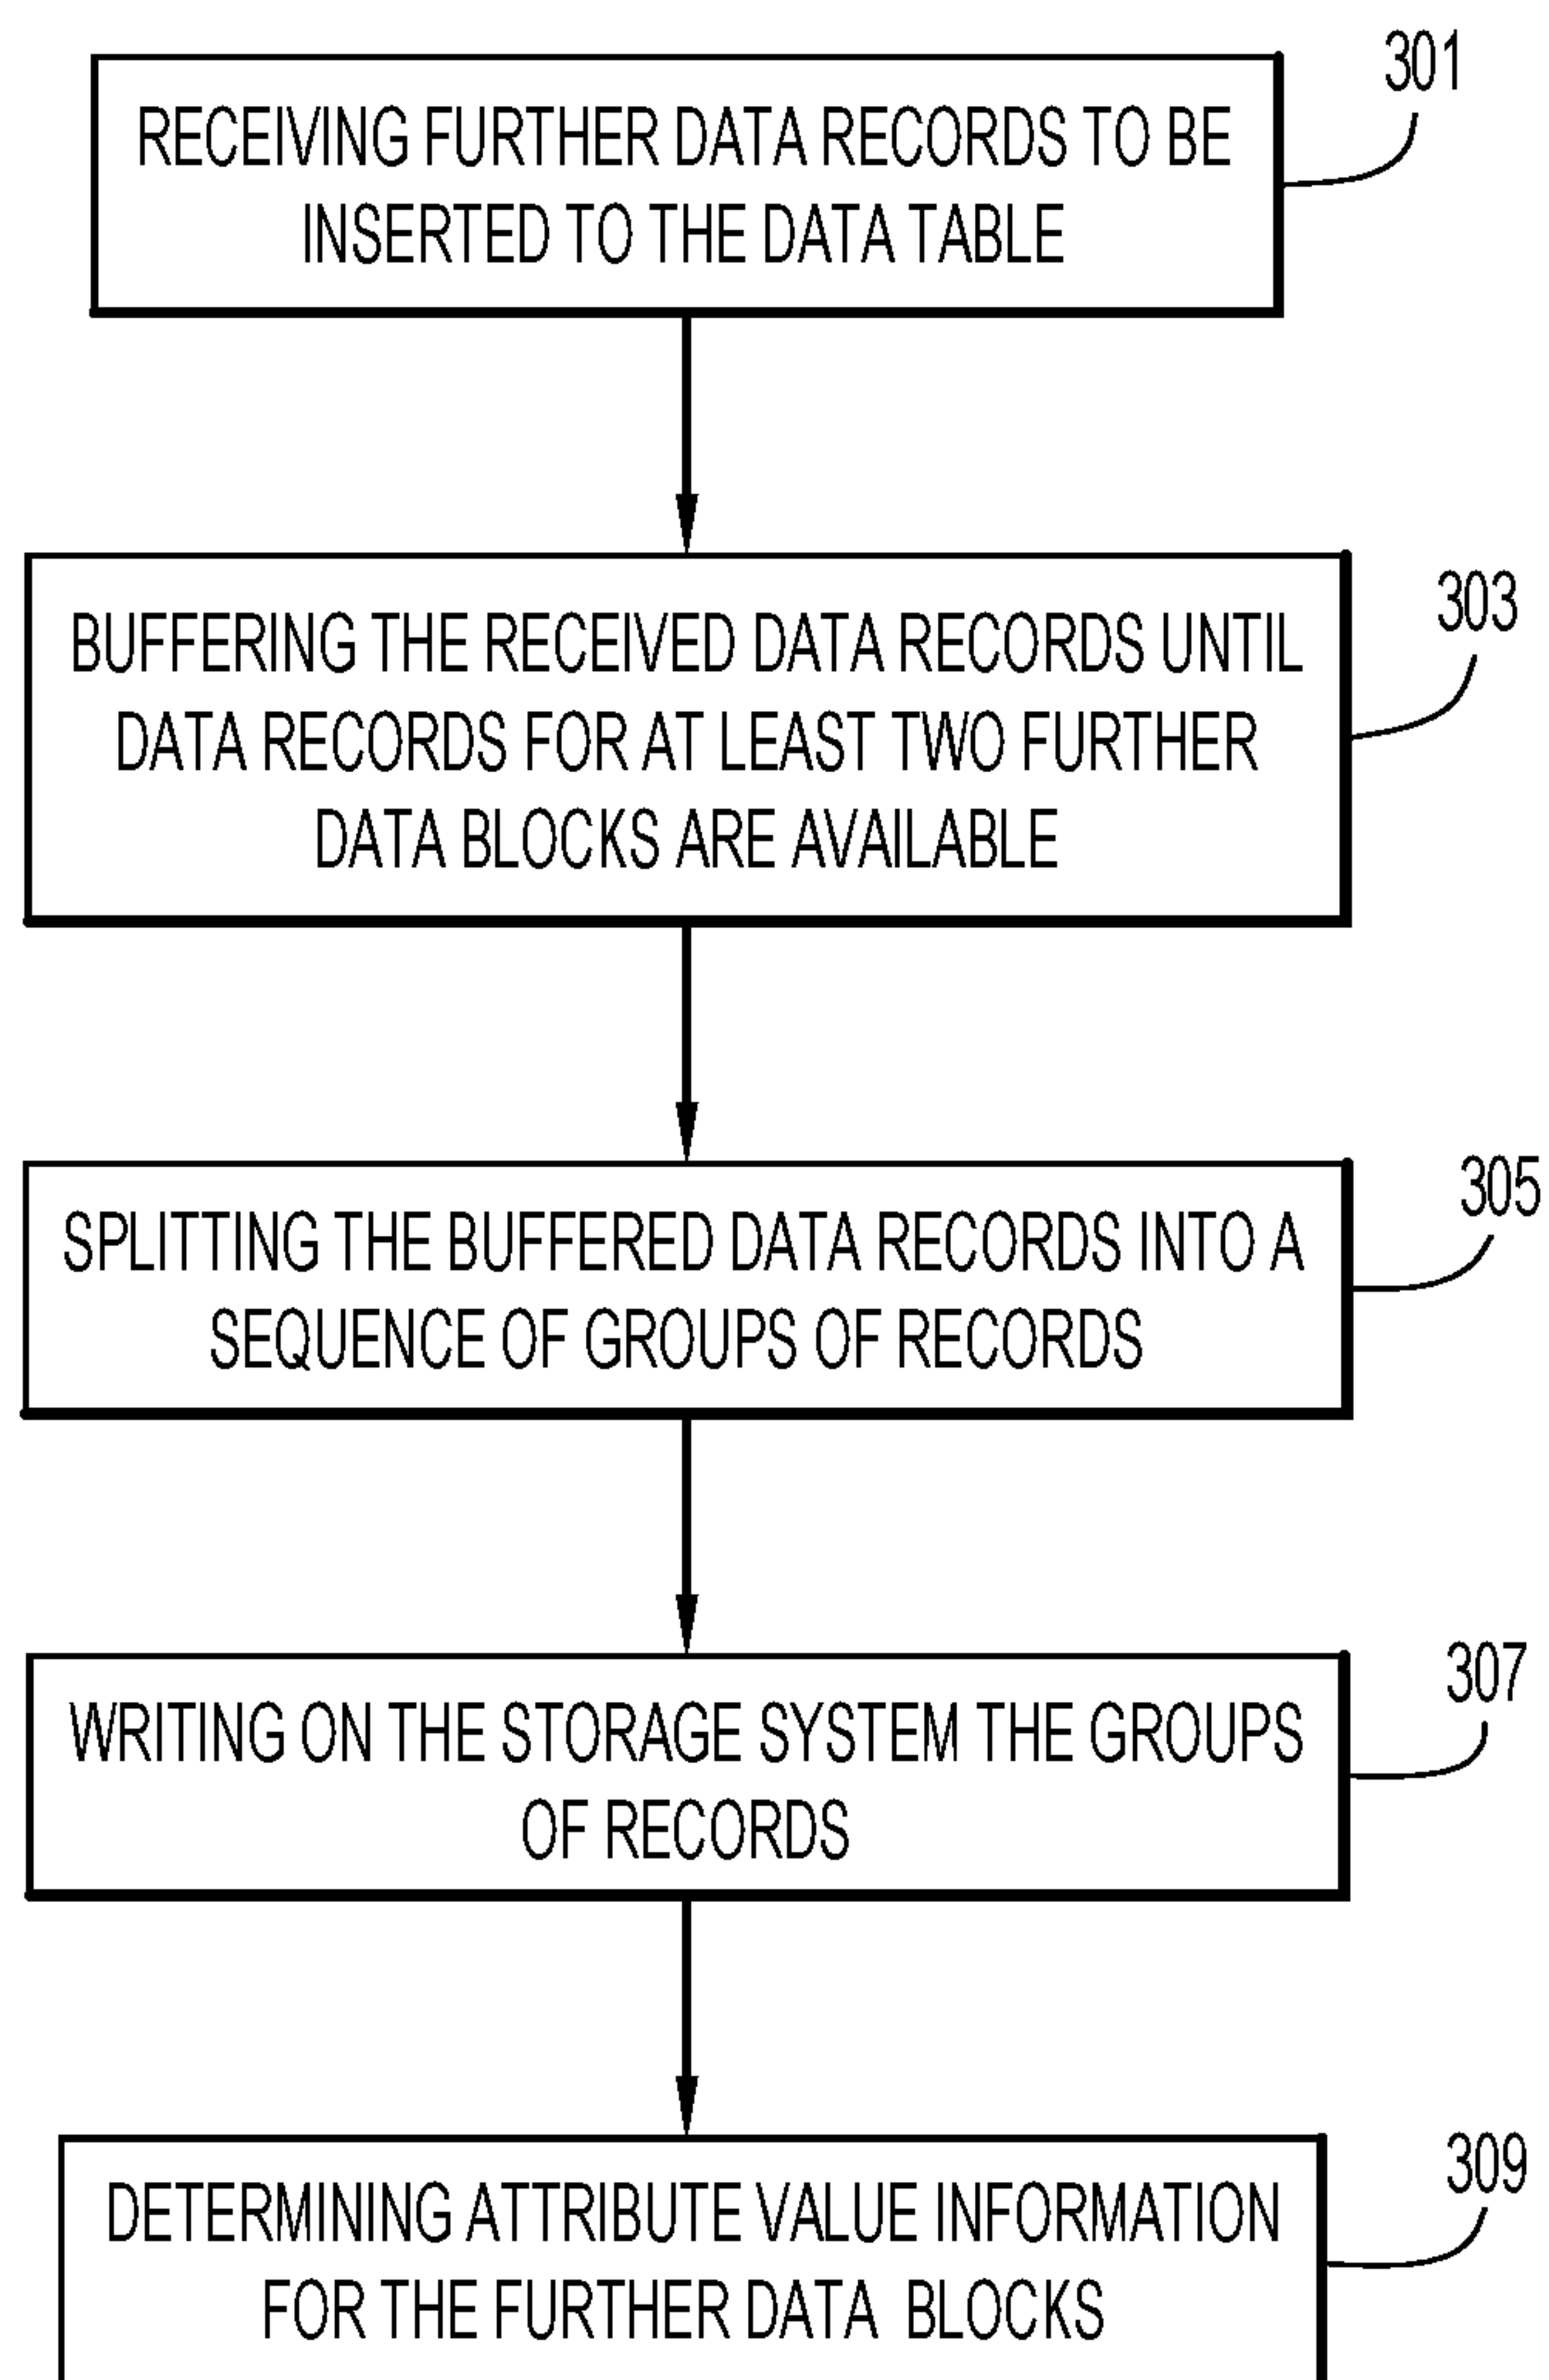 301
RECEIVING FURTHER DATA RECORDS TO BE
INSERTED TO THE DATA TABLE
303
BUFFERING THE RECEIVED DATA RECORDS UNTIL
DATA RECORDS FOR AT LEAST TWO FURTHER
DATA BLOCKS ARE AVAILABLE
305
SPLITTING THE BUFFERED DATA RECORDS INTO A
SEQUENCE OF GROUPS OF RECORDS
307
WRITING ON THE STORAGE SYSTEM THE GROUPS
OF RECORDS
309
DETERMINING ATTRIBUTE VALUE INFORMATION
FOR THE FURTHER DATA BLOCKS